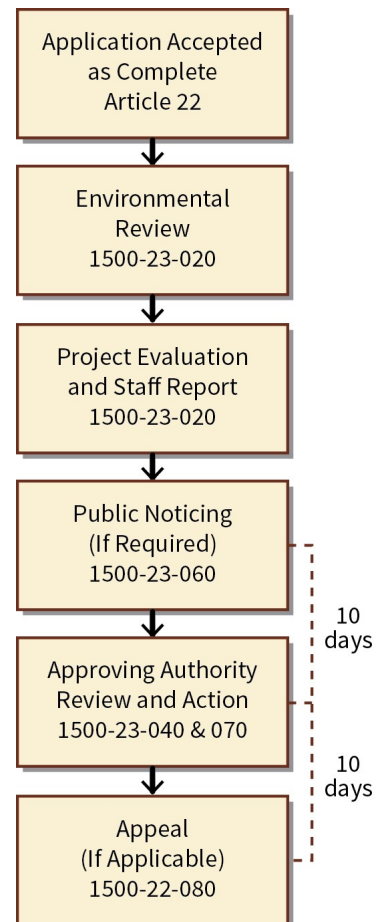 Application Accepted
as Complete
Article 22
Environmental
Review
1500-23-020
Project Evaluation
and Staff Report
1500-23-020
Public Noticing
(If Required)
1500-23-060
10
days
Approving Authority
Review and Action
1500-23-040 & 070
10
days
Appeal
(If Applicable)
1500-22-080